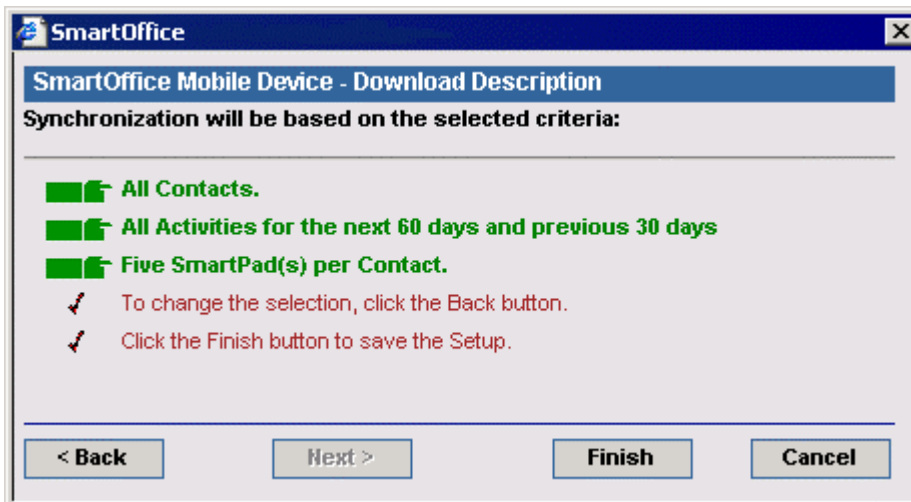 SmartOffice
SmartOffice Mobile Device - Download Description
Synchronization will be based on the selected criteria:
All Contacts.
All Activities for the next 60 days and previous 30 days
Five SmartPad(s) per Contact.
To change the selection, click the Back button.
Click the Finish button to save the Setup.
< Back Next > Finish Cancel